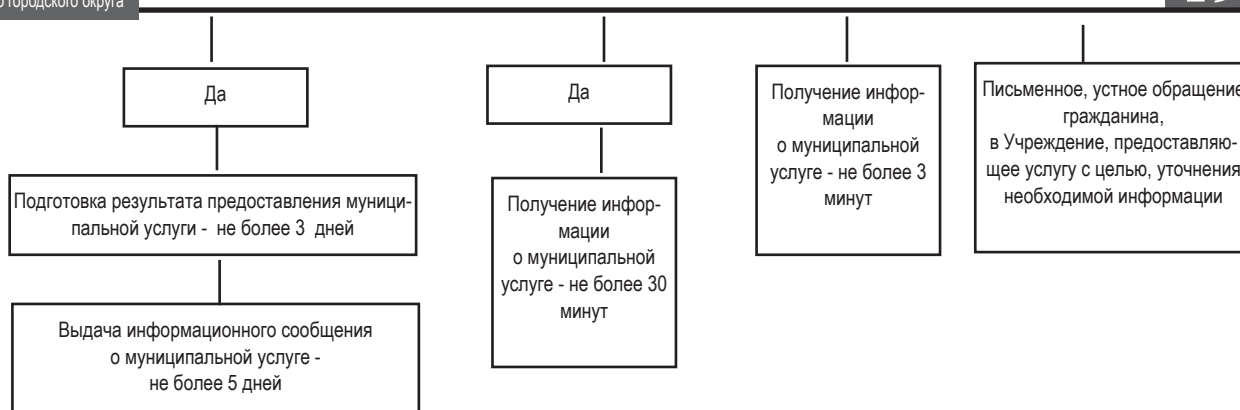 городского округа
Да
Подготовка результата предоставления муници-
пальной услуги - не более 3 дней
Выдача информационного сообщения
о муниципальной услуге -
не более 5 дней
Да
Получение инфор-
мации
о муниципальной
услуге - не более 30
минут
Получение инфор-
мации
о муниципальной
услуге - не более 3
минут
Письменное, устное обращение
гражданина,
в Учреждение, предоставляю-
щее услугу с целью, уточнения
необходимой информации